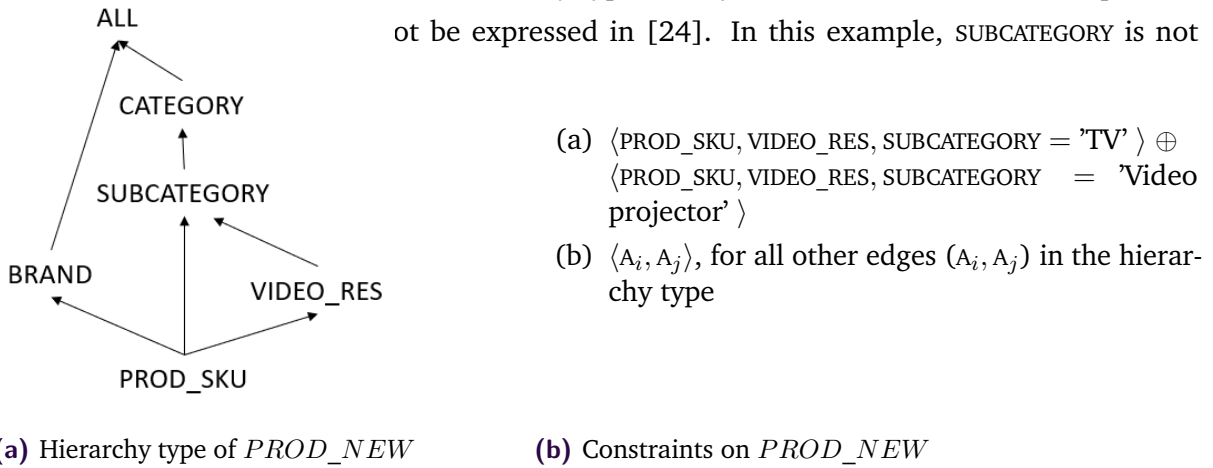 ALL
ot be expressed in [24]. In this example, SUBCATEGORY is not
CATEGORY
SUBCATEGORY
BRAND
VIDEO_RES
PROD_SKU
(a) ⟨PROD_SKU, VIDEO_RES, SUBCATEGORY = ’TV’ ⟩ ⊕
⟨PROD_SKU, VIDEO_RES, SUBCATEGORY = ’Video
projector’ ⟩
(b) ⟨A_i, A_j⟩, for all other edges (A_i, A_j) in the hierar-
chy type
(a) Hierarchy type of PROD_NEW
(b) Constraints on PROD_NEW